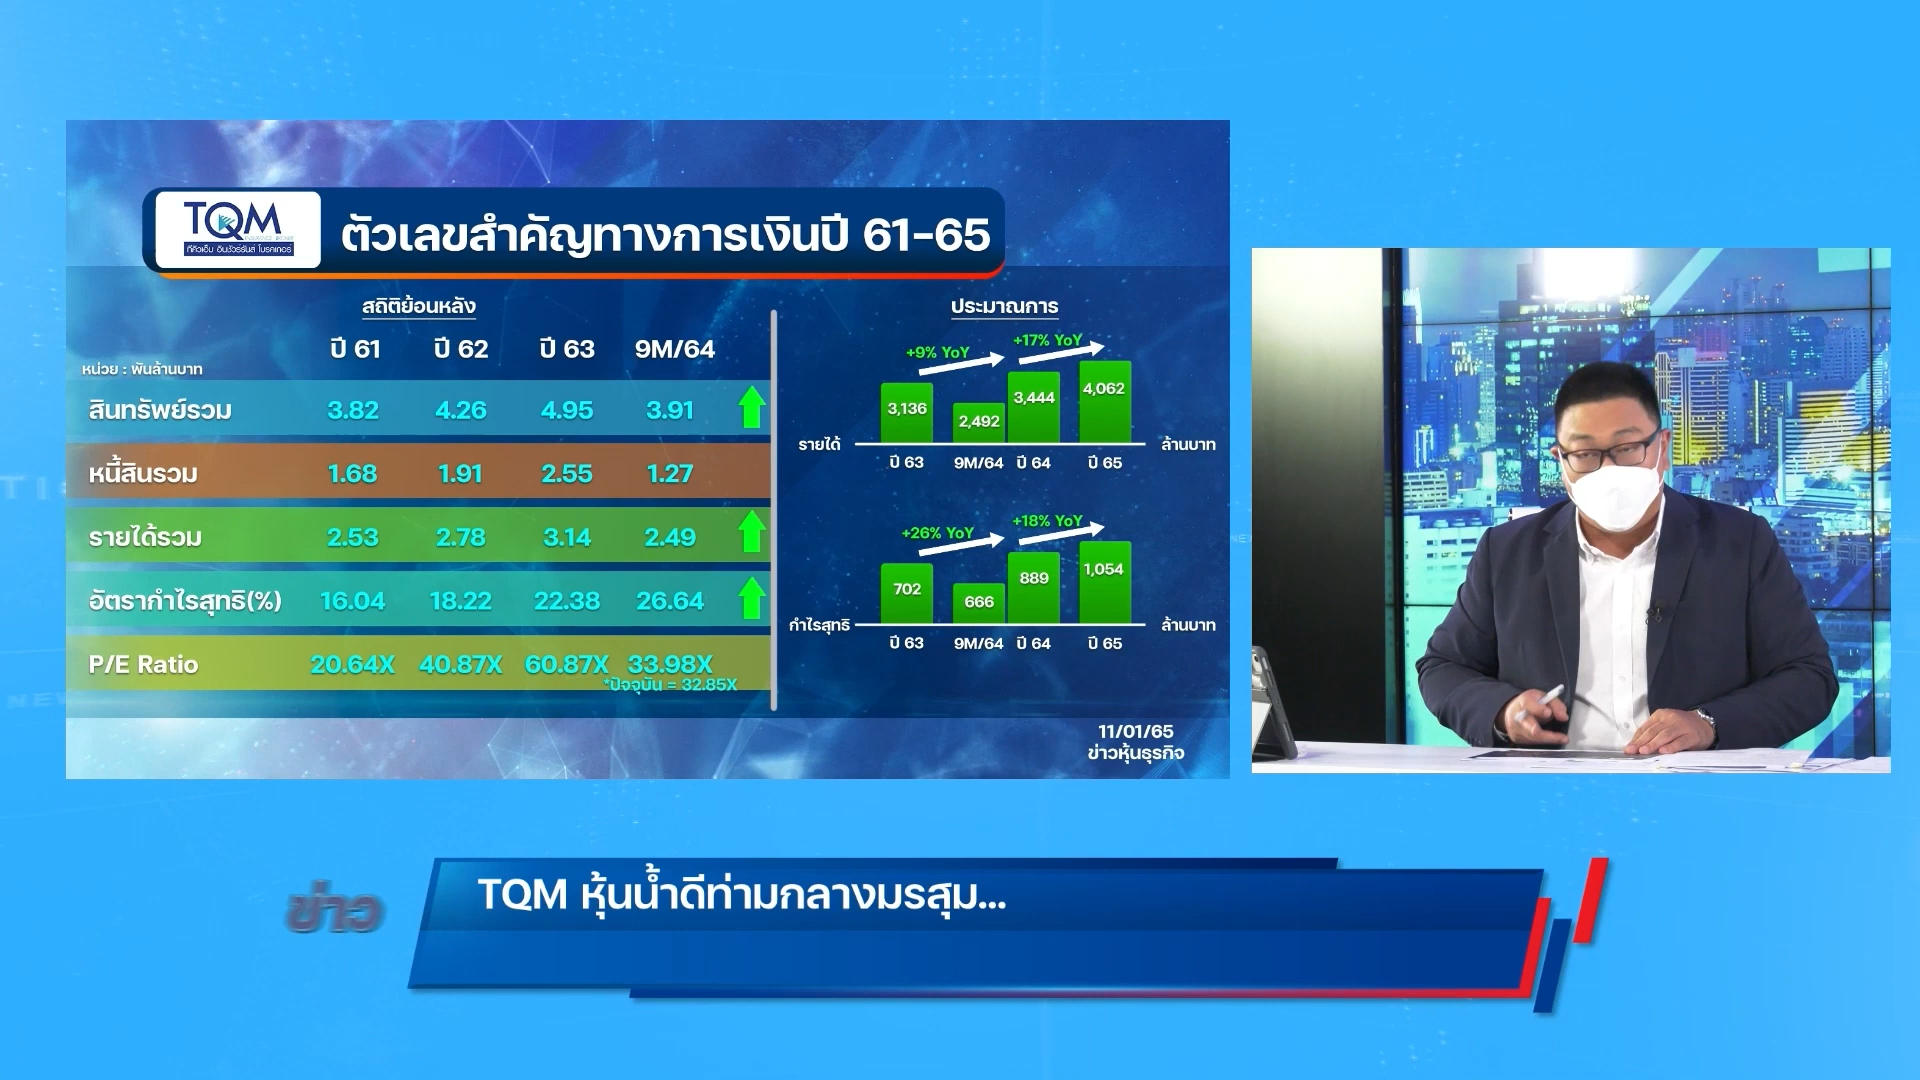 TQM
ทีคิวเอ็ม อินชัวร์รันส์ โบรคเกอร์
ตัวเลขสำคัญทางการเงินปี 61-65
สถิติย้อนหลัง
ปี 61 ปี 62 ปี 63 9M/64
หน่วย : พันล้านบาท
สินทรัพย์รวม 3.82 4.26 4.95 3.91
หนี้สินรวม 1.68 1.91 2.55 1.27
รายได้รวม 2.53 2.78 3.14 2.49
อัตรากำไรสุทธิ(%) 16.04 18.22 22.38 26.64
P/E Ratio 20.64X 40.87X 60.87X 33.98X
*ปัจจุบัน = 32.85X
ประมาณการ
+9% YoY +17% YoY
3,136 2,492 3,444 4,062
รายได้ ล้านบาท
ปี 63 9M/64 ปี 64 ปี 65
+26% YoY +18% YoY
702 666 889 1,054
กำไรสุทธิ ล้านบาท
ปี 63 9M/64 ปี 64 ปี 65
11/01/65
ข่าวหุ้นธุรกิจ
ข่าว
TQM หุ้นน้ำดีท่ามกลางมรสุม...